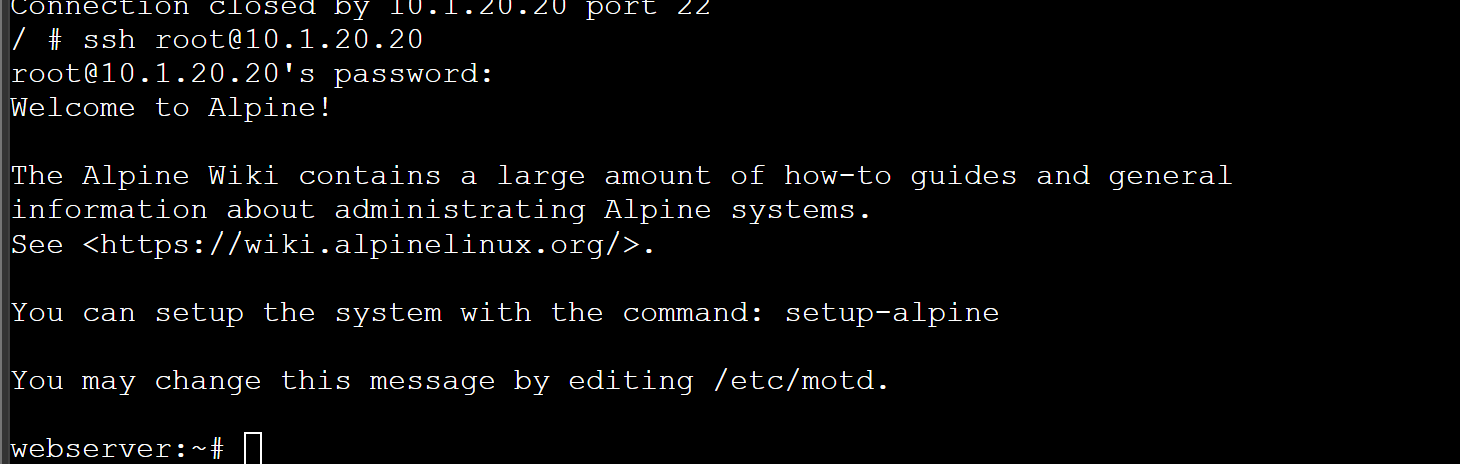 Connection closed by 10.1.20.20 port 22
/ # ssh root@10.1.20.20
root@10.1.20.20's password:
Welcome to Alpine!
The Alpine Wiki contains a large amount of how-to guides and general
information about administrating Alpine systems.
See <https://wiki.alpinelinux.org/>.
You can setup the system with the command: setup-alpine
You may change this message by editing /etc/motd.
webserver:~#